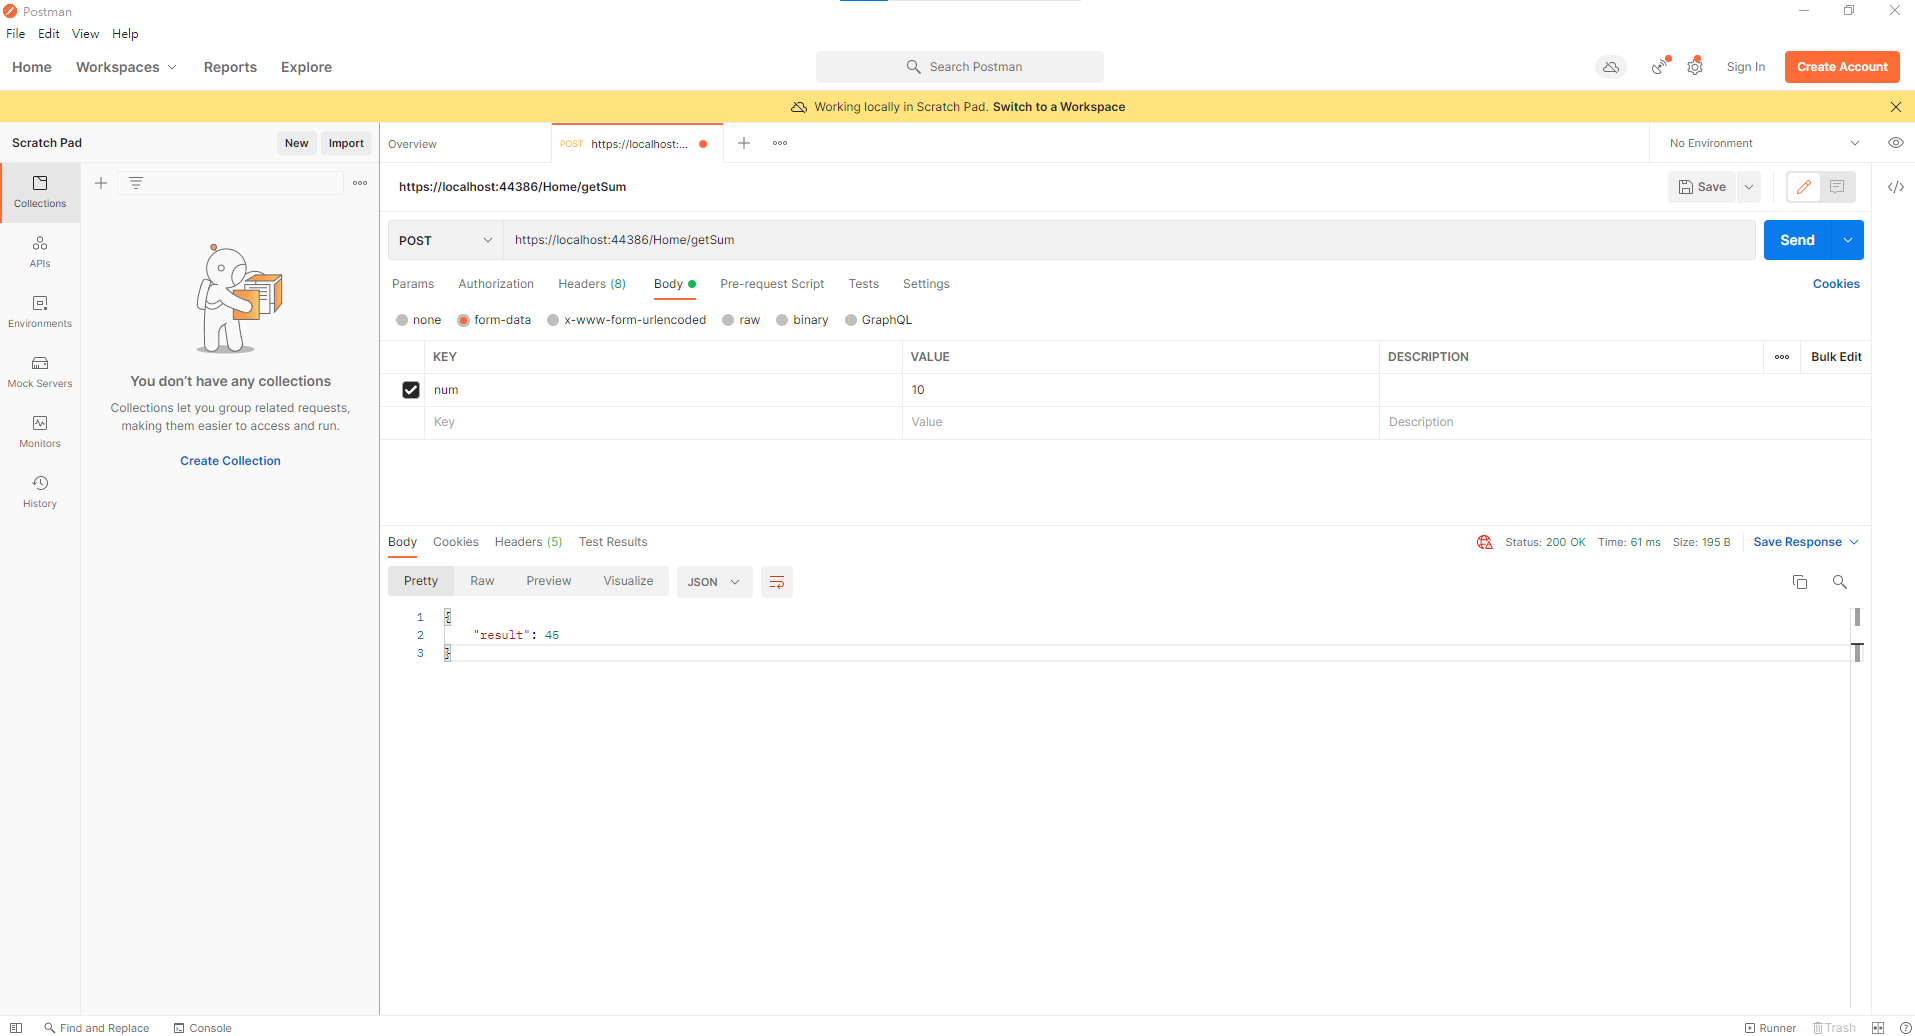 Postman
File Edit View Help
Home Workspaces Reports Explore
Search Postman
Sign In
Create Account
Working locally in Scratch Pad. Switch to a Workspace
Scratch Pad
New Import
Overview
POST https://localhost:...
No Environment
https://localhost:44386/Home/getSum
Save
POST https://localhost:44386/Home/getSum
Send
Params Authorization Headers (8) Body Pre-request Script Tests Settings
Cookies
none form-data x-www-form-urlencoded raw binary GraphQL
KEY VALUE DESCRIPTION
Bulk Edit
num 10
Key Value Description
Collections
APIs
Environments
Mock Servers
Monitors
History
You don't have any collections
Collections let you group related requests,
making them easier to access and run.
Create Collection
Body Cookies Headers (5) Test Results
Status: 200 OK Time: 61 ms Size: 195 B
Save Response
Pretty Raw Preview Visualize JSON
1 {
2 "result": 45
3 }
Find and Replace Console
Runner Trash